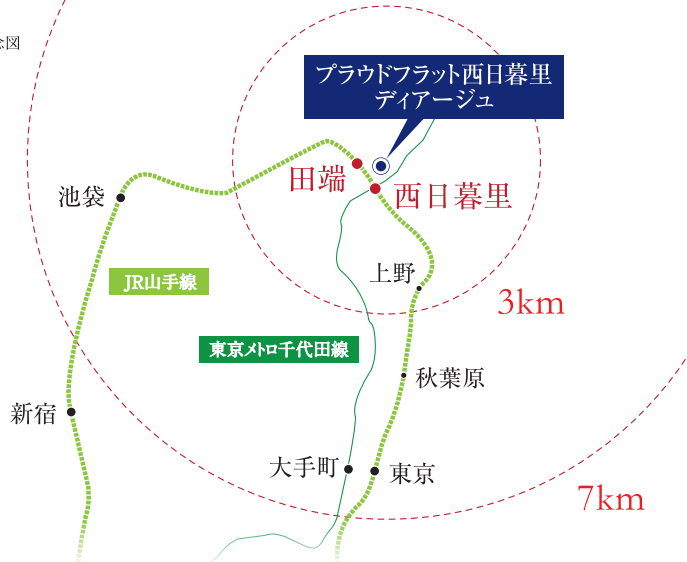 念図
プラウドフラット西日暮里
ディアージュ
田端
西日暮里
池袋
上野
JR山手線
3km
東京メトロ千代田線
秋葉原
新宿
大手町
東京
7km